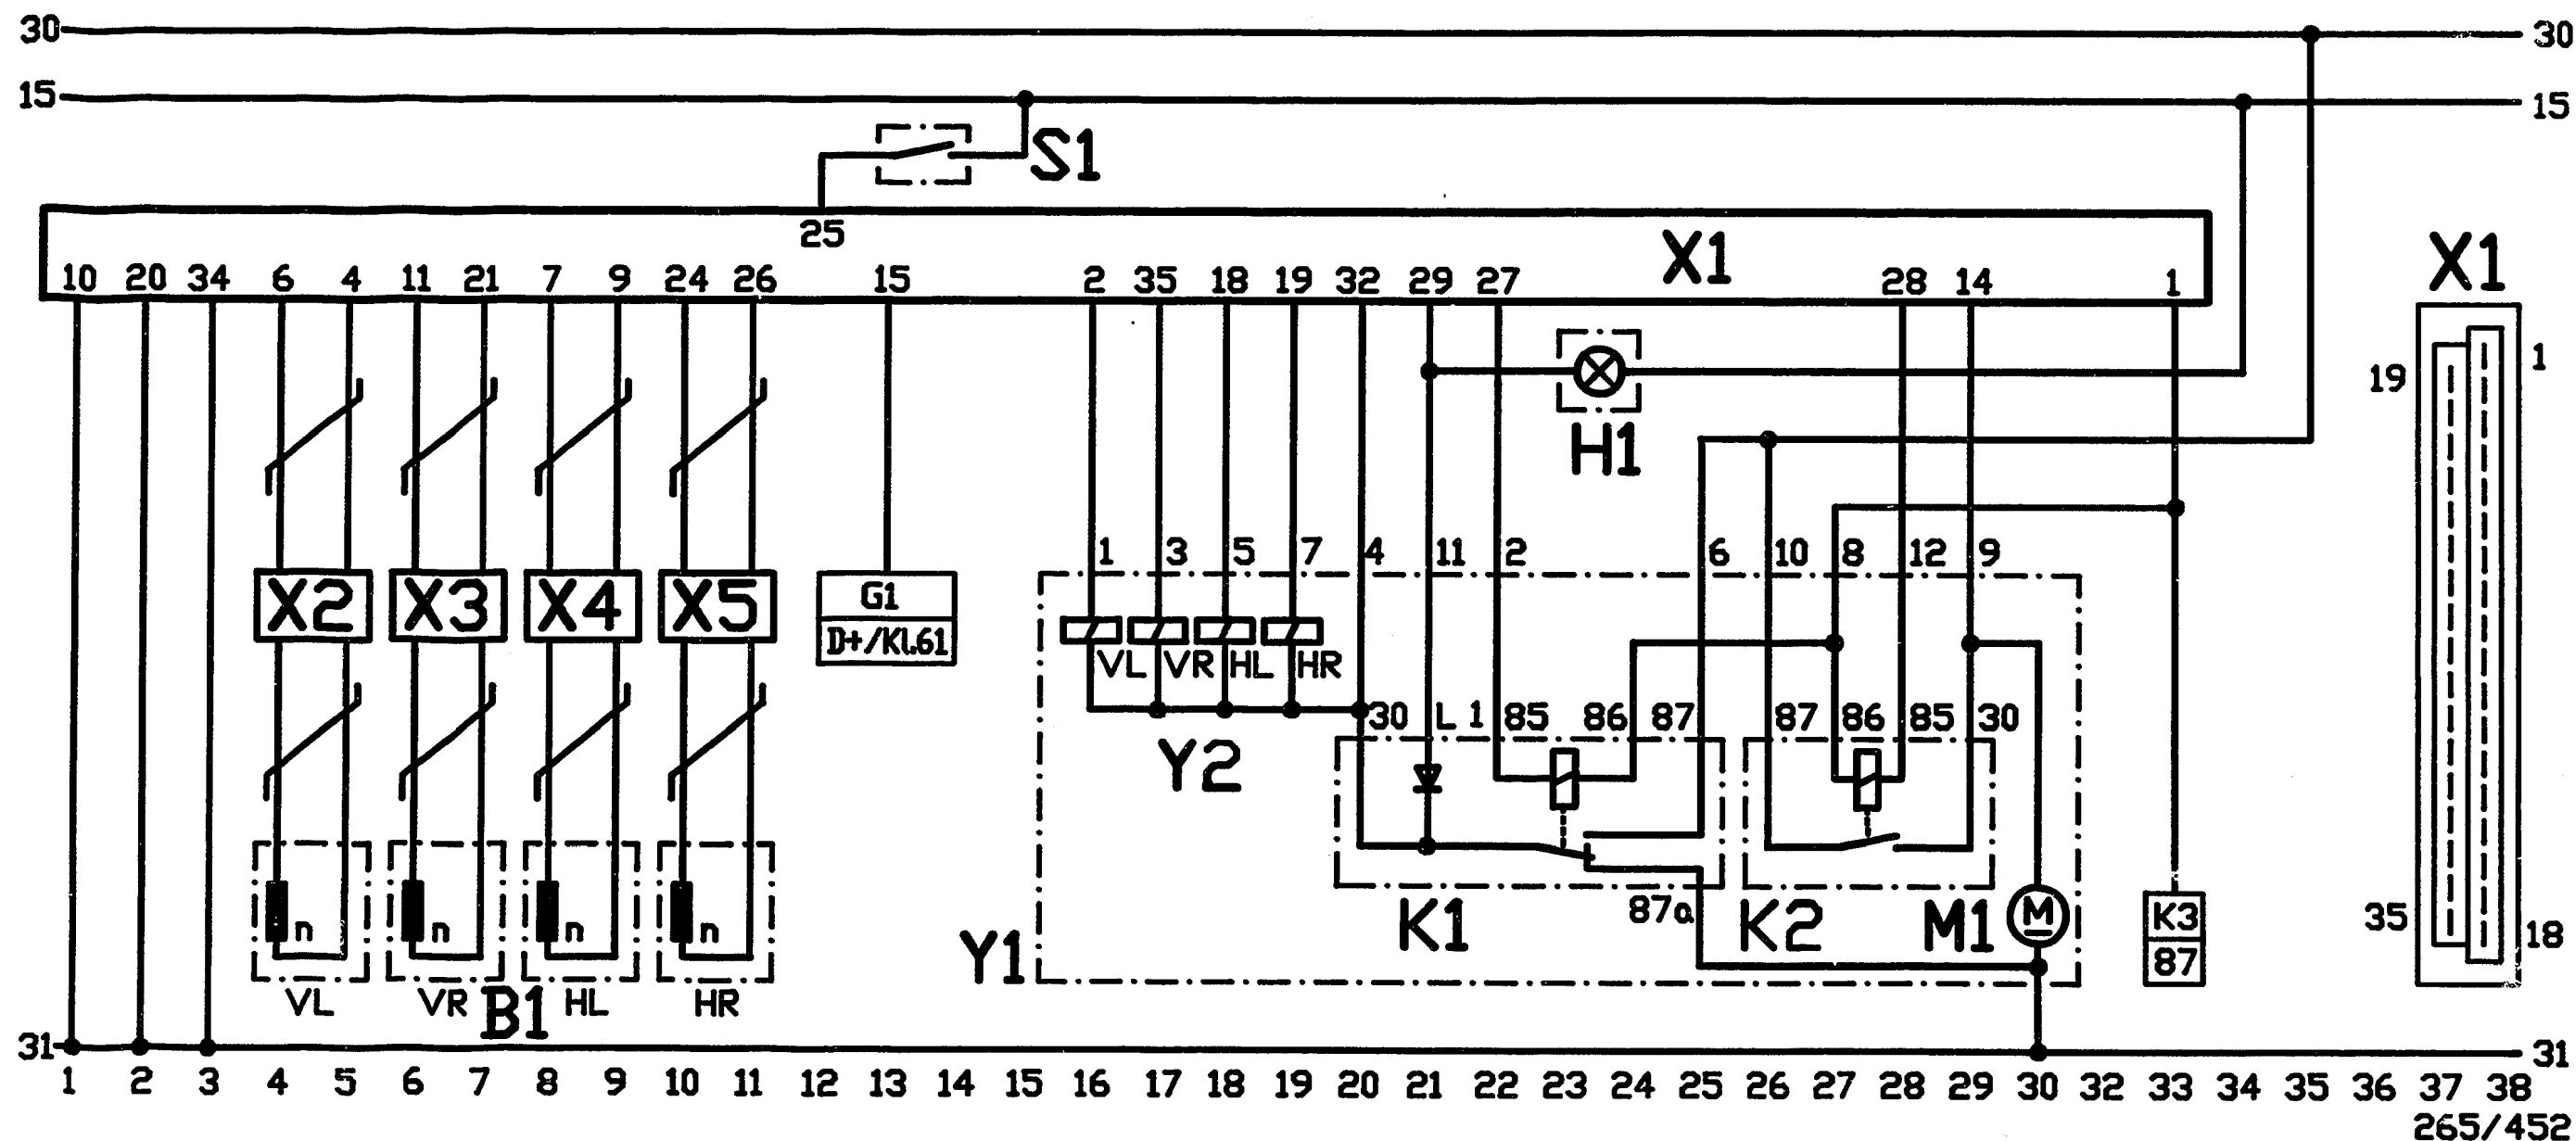 30 30
15 15
S1
25
X1 X1
10 20 34 6 4 11 21 7 9 24 26 15 2 35 18 19 32 29 27 28 14 1
19 1
H1
1 3 5 7 4 11 2 6 10 8 12 9
X2 X3 X4 X5 G1
D+/Kl.61
VL VR HL HR
30 L 1 85 86 87 87 86 85 30
Y2
n n n n
87a
K1 K2 M1 M K3 35 18
Y1 87
VL VR B1 HL HR
31 31
1 2 3 4 5 6 7 8 9 10 11 12 13 14 15 16 17 18 19 20 21 22 23 24 25 26 27 28 29 30 32 33 34 35 36 37 38
265/452